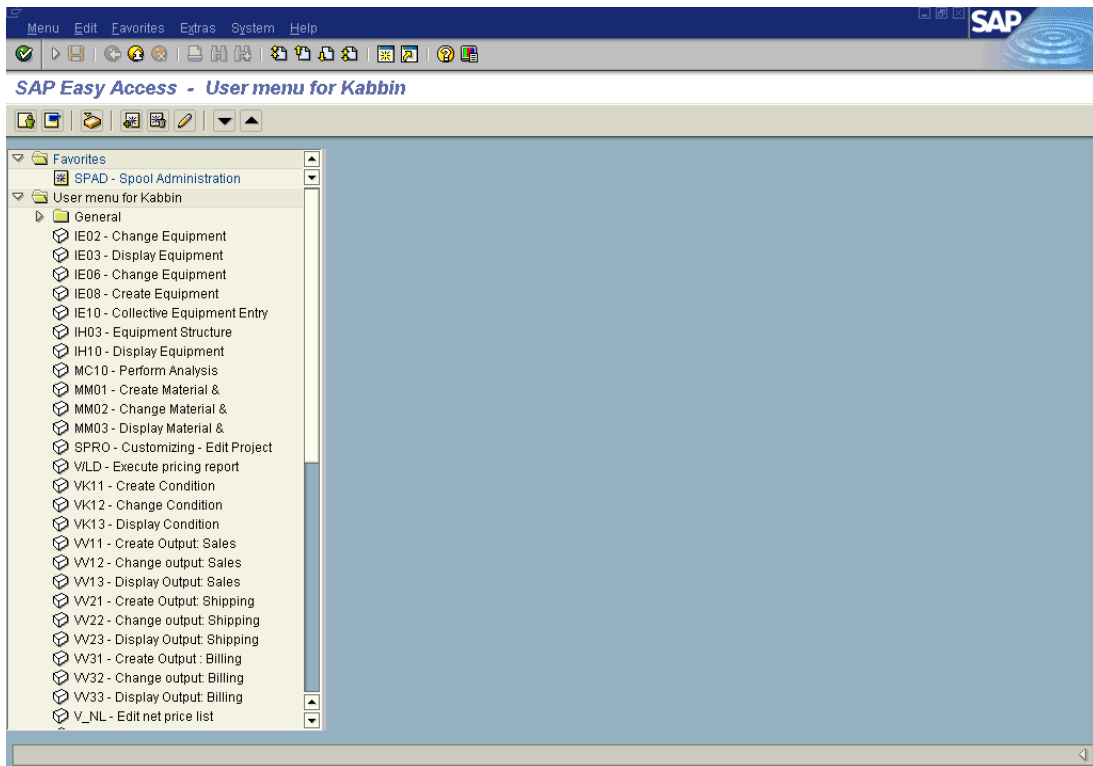 Menu Edit Favorites Extras System Help
SAP
SAP Easy Access - User menu for Kabbin
Favorites
SPAD - Spool Administration
User menu for Kabbin
General
IE02 - Change Equipment
IE03 - Display Equipment
IE06 - Change Equipment
IE08 - Create Equipment
IE10 - Collective Equipment Entry
IH03 - Equipment Structure
IH10 - Display Equipment
MC10 - Perform Analysis
MM01 - Create Material &
MM02 - Change Material &
MM03 - Display Material &
SPRO - Customizing - Edit Project
V/LD - Execute pricing report
VK11 - Create Condition
VK12 - Change Condition
VK13 - Display Condition
VV11 - Create Output: Sales
VV12 - Change output: Sales
VV13 - Display Output: Sales
VV21 - Create Output: Shipping
VV22 - Change output: Shipping
VV23 - Display Output: Shipping
VV31 - Create Output : Billing
VV32 - Change output: Billing
VV33 - Display Output: Billing
V_NL - Edit net price list